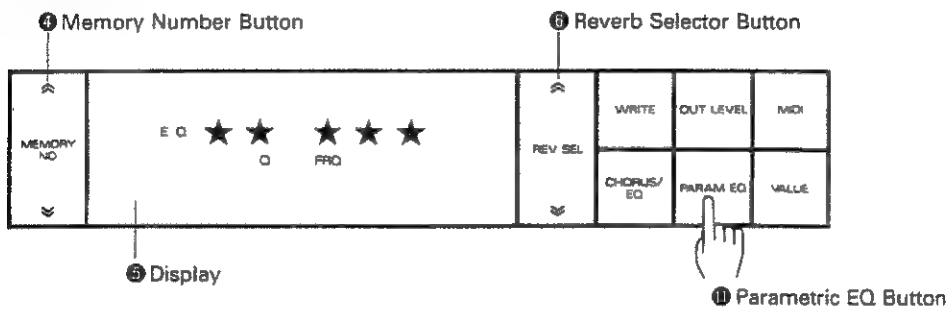 ❹ Memory Number Button
❻ Reverb Selector Button
MEMORY
NO
E Q ★ ★ ★ ★ ★
Q FRQ
REV SEL
WRITE
OUT LEVEL
MIDI
CHORUS/
EQ
PARAM EQ
VALUE
❺ Display
⓫ Parametric EQ Button